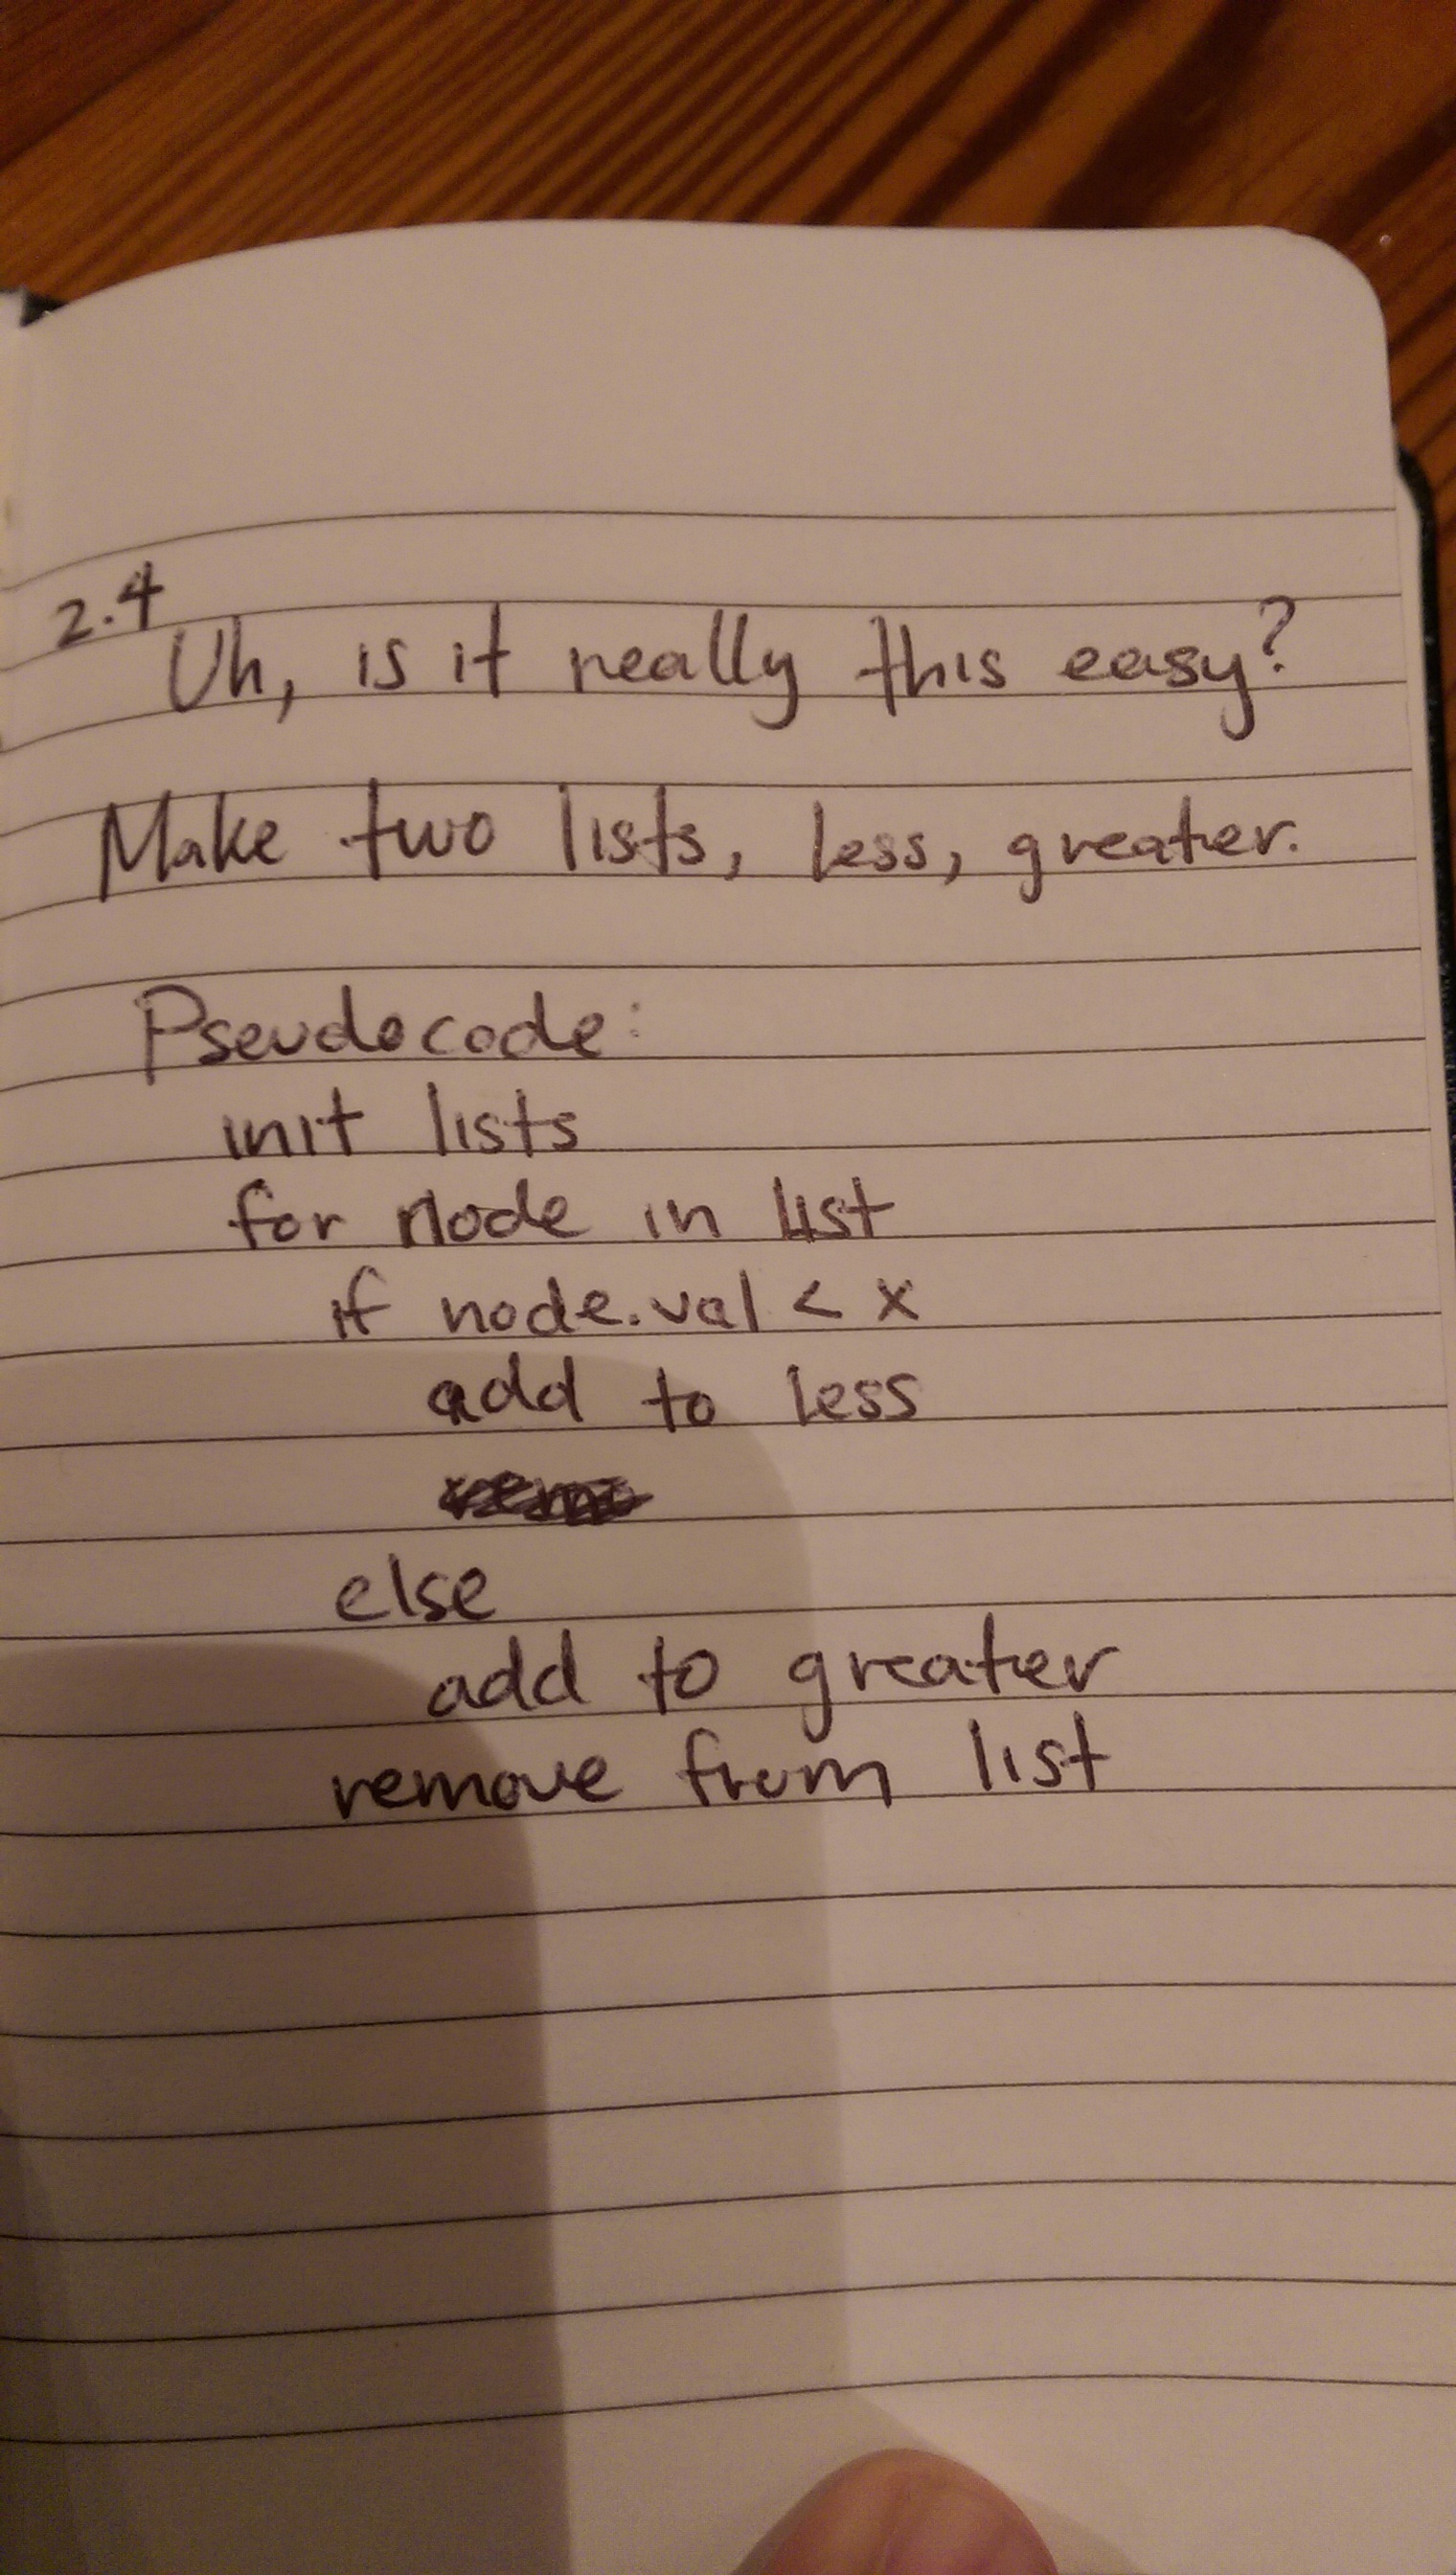 2.4
Uh, is it really this easy?
Make two lists, less, greater.
Pseudocode:
init lists
for node in list
if node.val < x
add to less
else
add to greater
remove from list